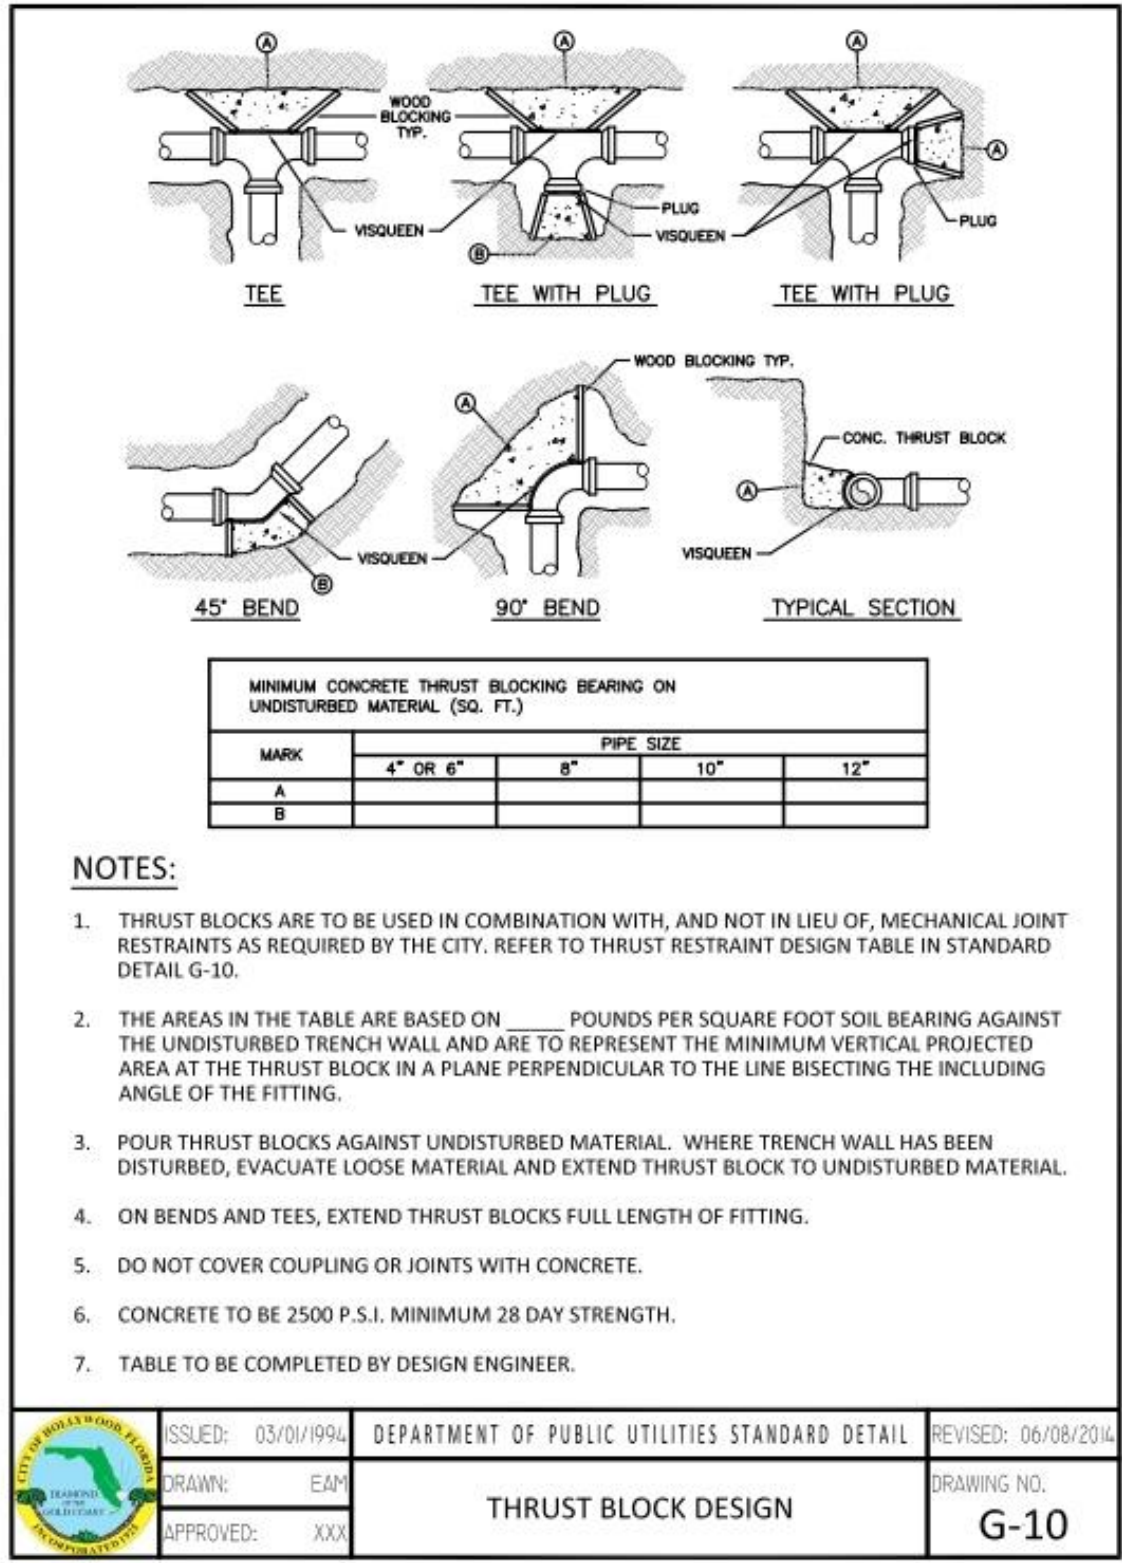 A
A
A
WOOD
BLOCKING
TYP.
A
PLUG
PLUG
VISQUEEN
VISQUEEN
B
TEE
TEE WITH PLUG
TEE WITH PLUG
WOOD BLOCKING TYP.
A
CONC. THRUST BLOCK
A
VISQUEEN
VISQUEEN
B
45° BEND
90° BEND
TYPICAL SECTION
MINIMUM CONCRETE THRUST BLOCKING BEARING ON
UNDISTURBED MATERIAL (SQ. FT.)
MARK
PIPE SIZE
4" OR 6" 8" 10" 12"
A
B
NOTES:
1. THRUST BLOCKS ARE TO BE USED IN COMBINATION WITH, AND NOT IN LIEU OF, MECHANICAL JOINT
RESTRAINTS AS REQUIRED BY THE CITY. REFER TO THRUST RESTRAINT DESIGN TABLE IN STANDARD
DETAIL G-10.
2. THE AREAS IN THE TABLE ARE BASED ON _____ POUNDS PER SQUARE FOOT SOIL BEARING AGAINST
THE UNDISTURBED TRENCH WALL AND ARE TO REPRESENT THE MINIMUM VERTICAL PROJECTED
AREA AT THE THRUST BLOCK IN A PLANE PERPENDICULAR TO THE LINE BISECTING THE INCLUDING
ANGLE OF THE FITTING.
3. POUR THRUST BLOCKS AGAINST UNDISTURBED MATERIAL. WHERE TRENCH WALL HAS BEEN
DISTURBED, EVACUATE LOOSE MATERIAL AND EXTEND THRUST BLOCK TO UNDISTURBED MATERIAL.
4. ON BENDS AND TEES, EXTEND THRUST BLOCKS FULL LENGTH OF FITTING.
5. DO NOT COVER COUPLING OR JOINTS WITH CONCRETE.
6. CONCRETE TO BE 2500 P.S.I. MINIMUM 28 DAY STRENGTH.
7. TABLE TO BE COMPLETED BY DESIGN ENGINEER.
CITY OF HOLLYWOOD, FLORIDA
DIAMOND
OF THE
GOLD COAST
INCORPORATED 1925
ISSUED: 03/01/1994
DRAWN: EAM
APPROVED: XXX
DEPARTMENT OF PUBLIC UTILITIES STANDARD DETAIL
THRUST BLOCK DESIGN
REVISED: 06/08/2014
DRAWING NO.
G-10